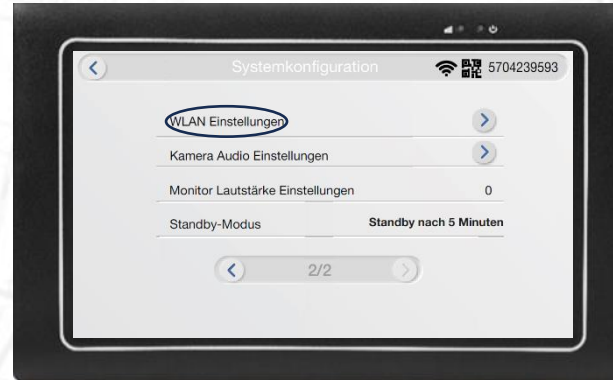 Systemkonfiguration 5704239593
WLAN Einstellungen
Kamera Audio Einstellungen
Monitor Lautstärke Einstellungen 0
Standby-Modus Standby nach 5 Minuten
2/2